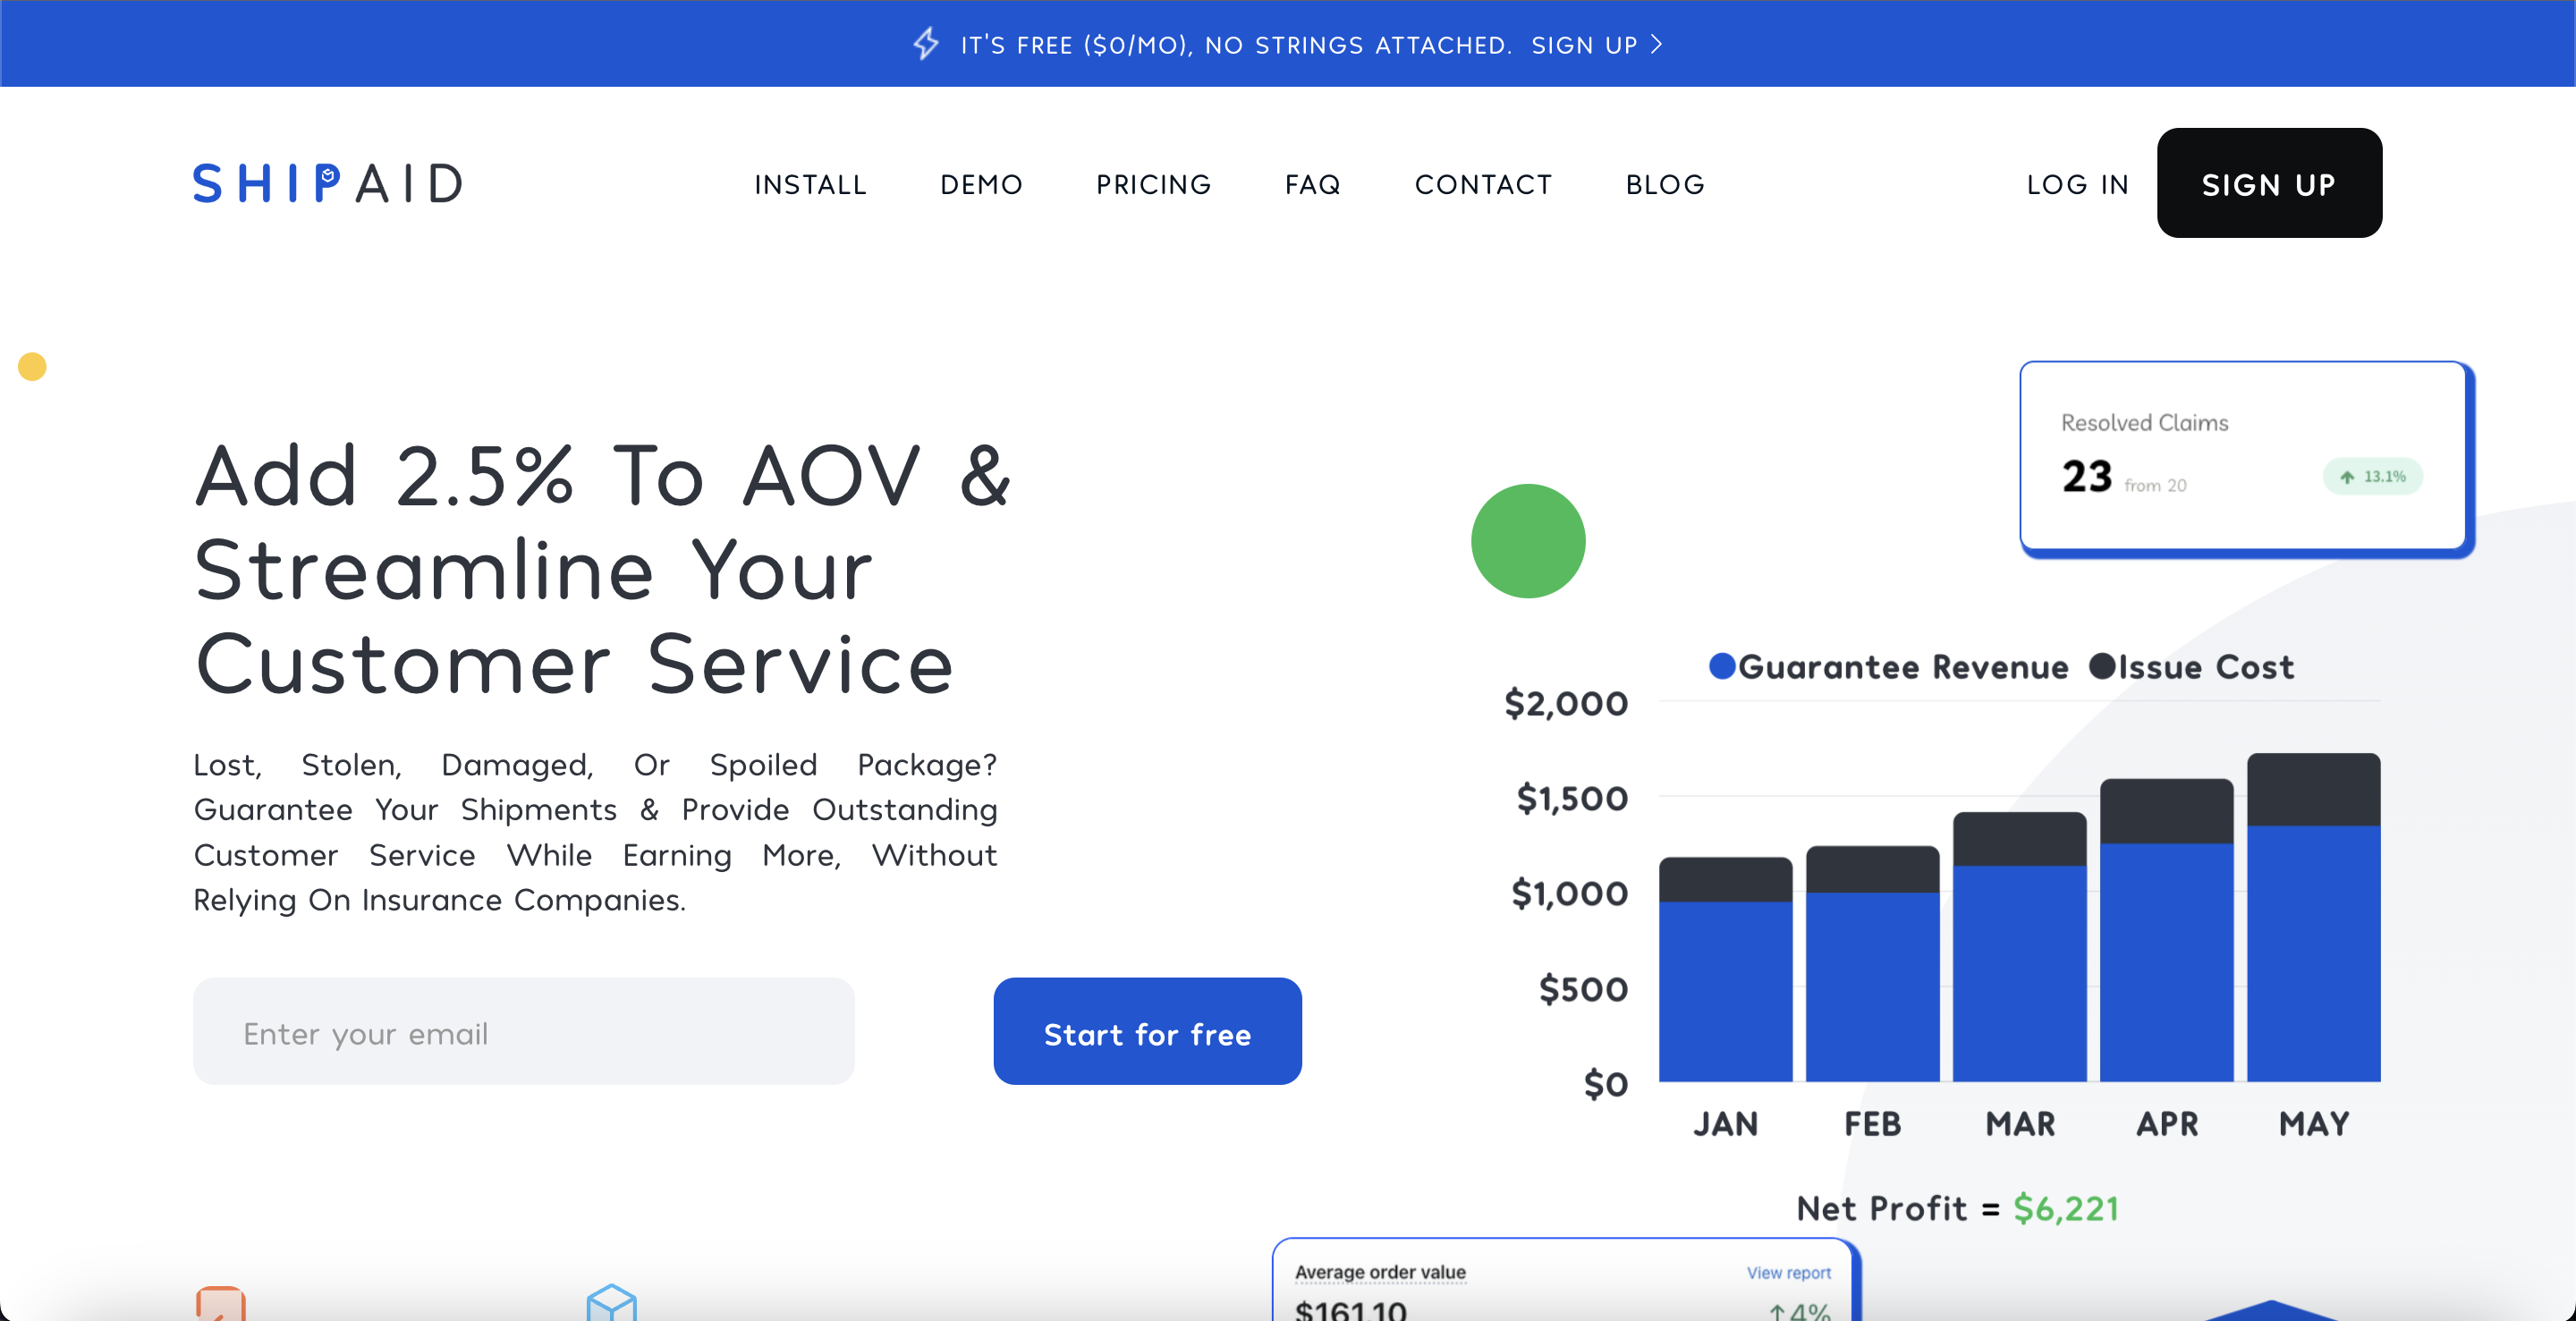 IT'S FREE ($0/MO), NO STRINGS ATTACHED. SIGN UP >
SHIPAID
INSTALL DEMO PRICING FAQ CONTACT BLOG
LOG IN SIGN UP
Add 2.5% To AOV &
Streamline Your
Customer Service
Lost, Stolen, Damaged, Or Spoiled Package?
Guarantee Your Shipments & Provide Outstanding
Customer Service While Earning More, Without
Relying On Insurance Companies.
Enter your email
Start for free
Resolved Claims
23 from 20
↑ 13.1%
Guarantee Revenue Issue Cost
$2,000
$1,500
$1,000
$500
$0
JAN FEB MAR APR MAY
Net Profit = $6,221
Average order value View report
$161.10 ↑4%